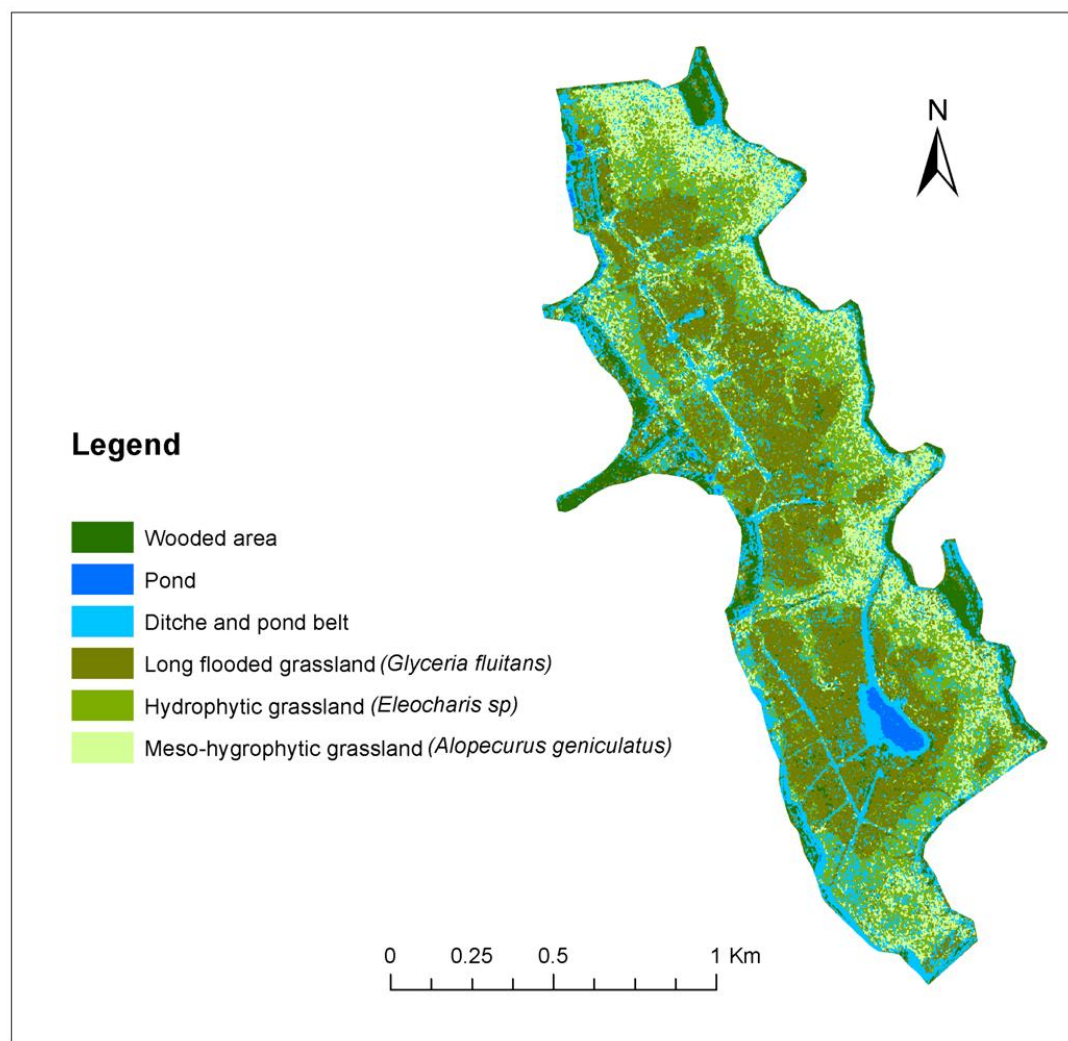 N
Legend
Wooded area
Pond
Ditche and pond belt
Long flooded grassland (Glyceria fluitans)
Hydrophytic grassland (Eleocharis sp)
Meso-hygrophytic grassland (Alopecurus geniculatus)
0 0.25 0.5 1 Km